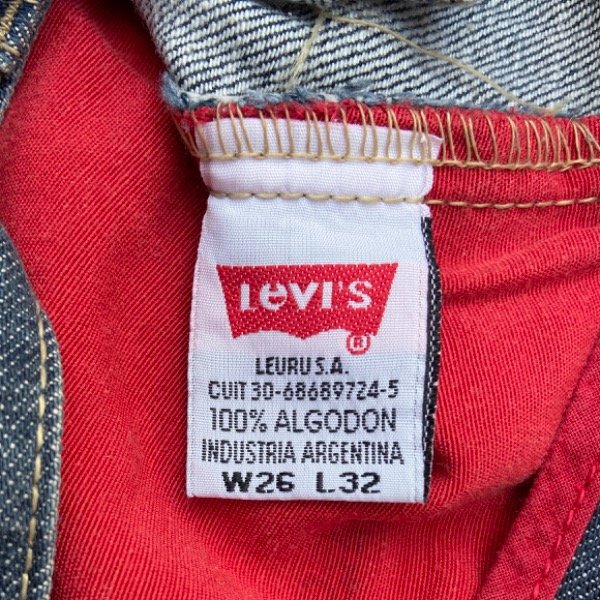 LEVI'S
®
LEURU S.A.
CUIT 30-68689724-5
100% ALGODON
INDUSTRIA ARGENTINA
W26 L32